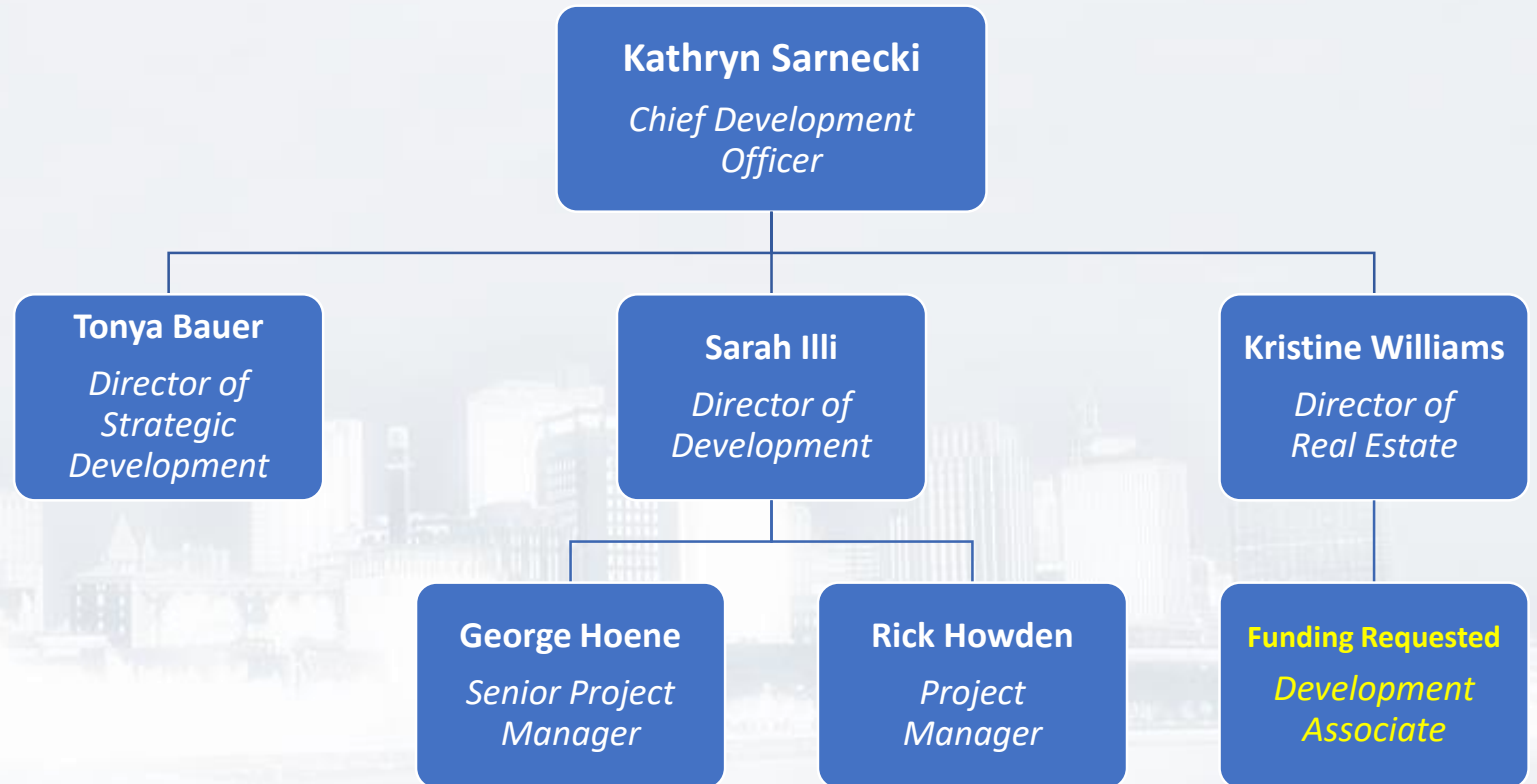 Kathryn Sarnecki
Chief Development
Officer
Tonya Bauer
Director of
Strategic
Development
Sarah Illi
Director of
Development
Kristine Williams
Director of
Real Estate
George Hoene
Senior Project
Manager
Rick Howden
Project
Manager
Funding Requested
Development
Associate